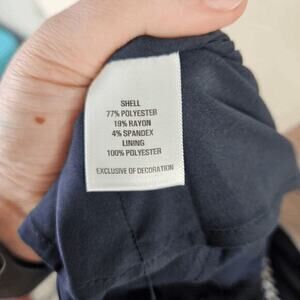 SHELL
77% POLYESTER
19% RAYON
4% SPANDEX
LINING
100% POLYESTER
EXCLUSIVE OF DECORATION